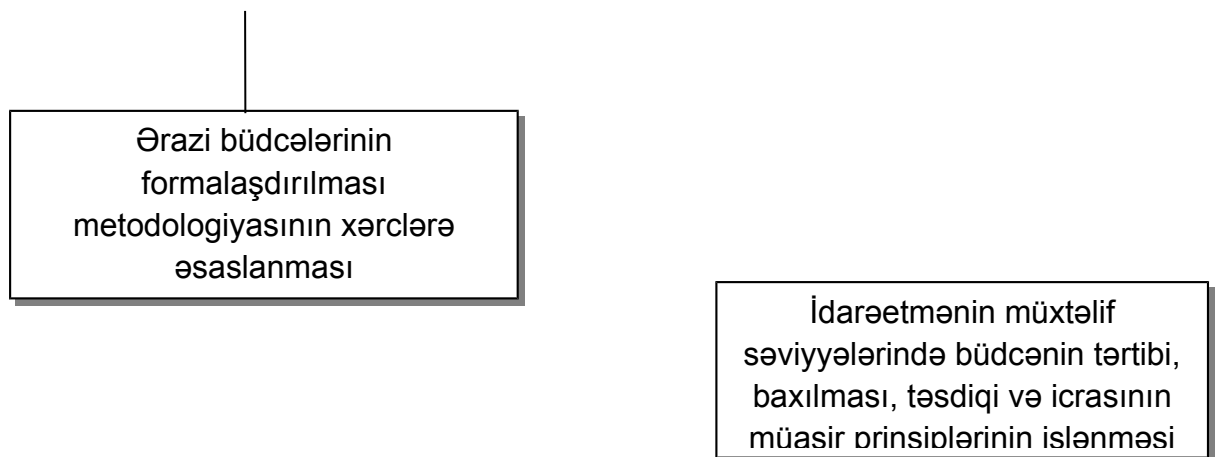 Ərazi büdcələrinin
formalaşdırılması
metodologiyasının xərclərə
əsaslanması
İdarəetmənin müxtəlif
səviyyələrində büdcənin tərtibi,
baxılması, təsdiqi və icrasının
müasir prinsiplərinin işlənməsi